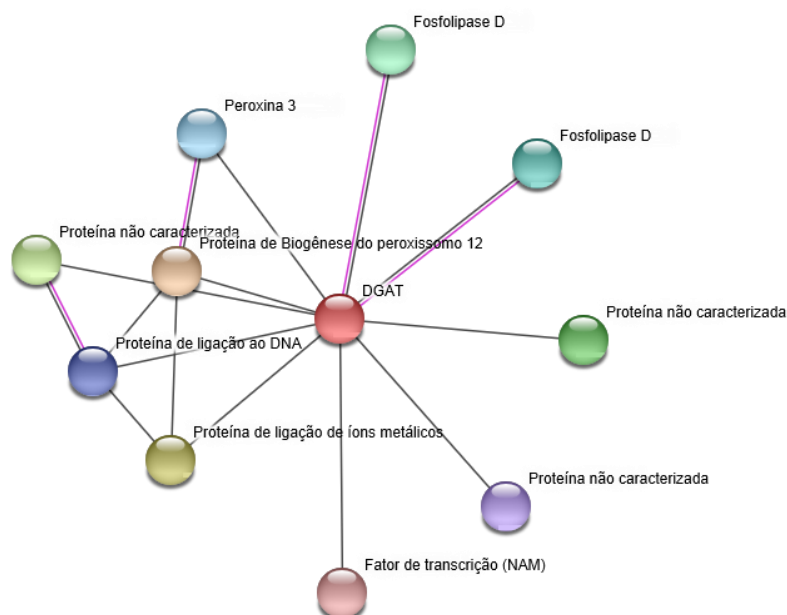 Fosfolipase D
Peroxina 3
Fosfolipase D
Proteína não caracterizada
Proteína de Biogênese do peroxissomo 12
DGAT
Proteína não caracterizada
Proteína de ligação ao DNA
Proteína de ligação de íons metálicos
Proteína não caracterizada
Fator de transcrição (NAM)